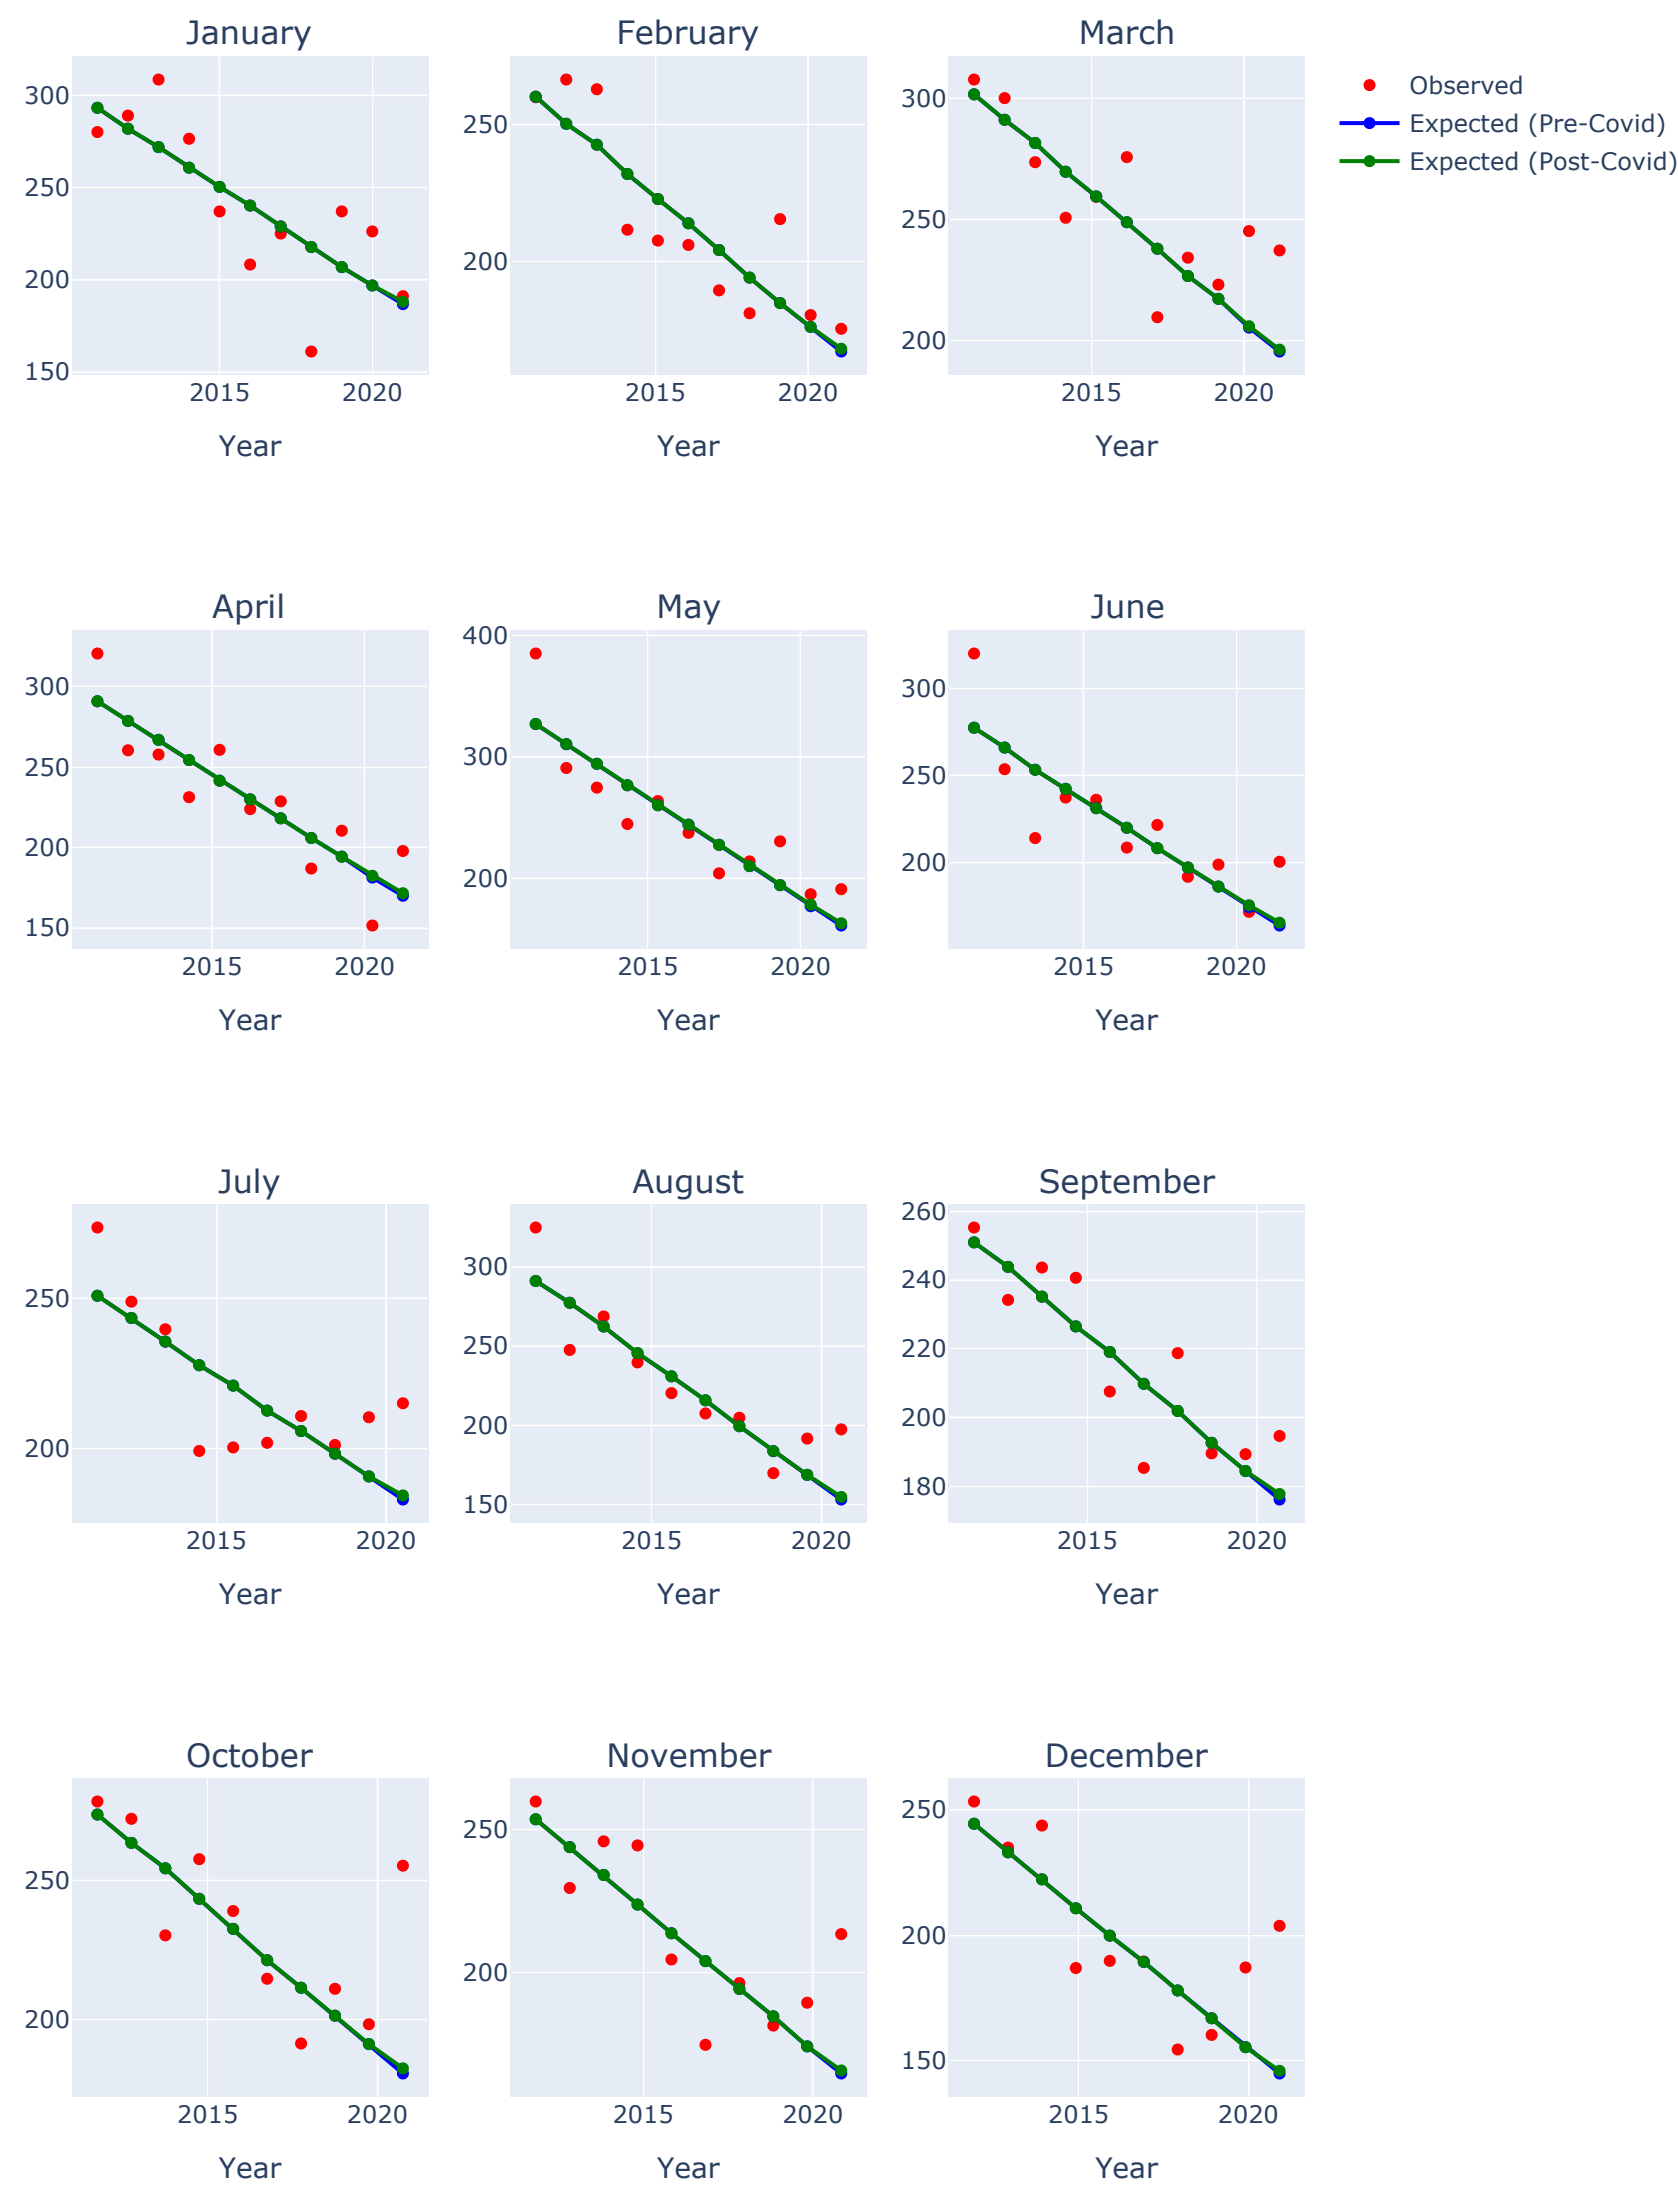 January
February
March
Observed
Expected (Pre-Covid)
Expected (Post-Covid)
300
250
200
150
2015
2020
Year
250
200
2015
2020
Year
300
250
200
2015
2020
Year
April
May
June
300
250
200
150
2015
2020
Year
400
300
200
2015
2020
Year
300
250
200
2015
2020
Year
July
August
September
250
200
2015
2020
Year
300
250
200
150
2015
2020
Year
260
240
220
200
180
2015
2020
Year
October
November
December
250
200
2015
2020
Year
250
200
2015
2020
Year
250
200
150
2015
2020
Year